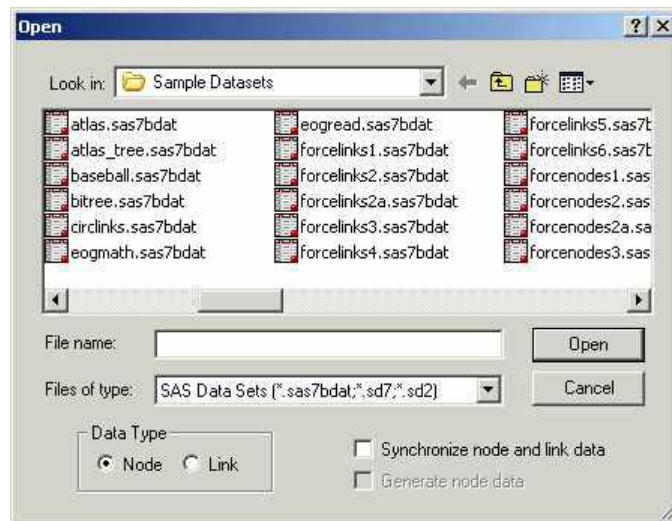 Open
Look in: Sample Datasets
atlas.sas7bdat
atlas_tree.sas7bdat
baseball.sas7bdat
bitree.sas7bdat
circlinks.sas7bdat
eogmath.sas7bdat
eogread.sas7bdat
forcelinks1.sas7bdat
forcelinks2.sas7bdat
forcelinks2a.sas7bdat
forcelinks3.sas7bdat
forcelinks4.sas7bdat
forcelinks5.sas7b
forcelinks6.sas7b
forcenodes1.sas
forcenodes2.sas
forcenodes2a.sa
forcenodes3.sas
File name:
Open
Files of type: SAS Data Sets (*.sas7bdat;*.sd7;*.sd2)
Cancel
Data Type
Node Link
Synchronize node and link data
Generate node data